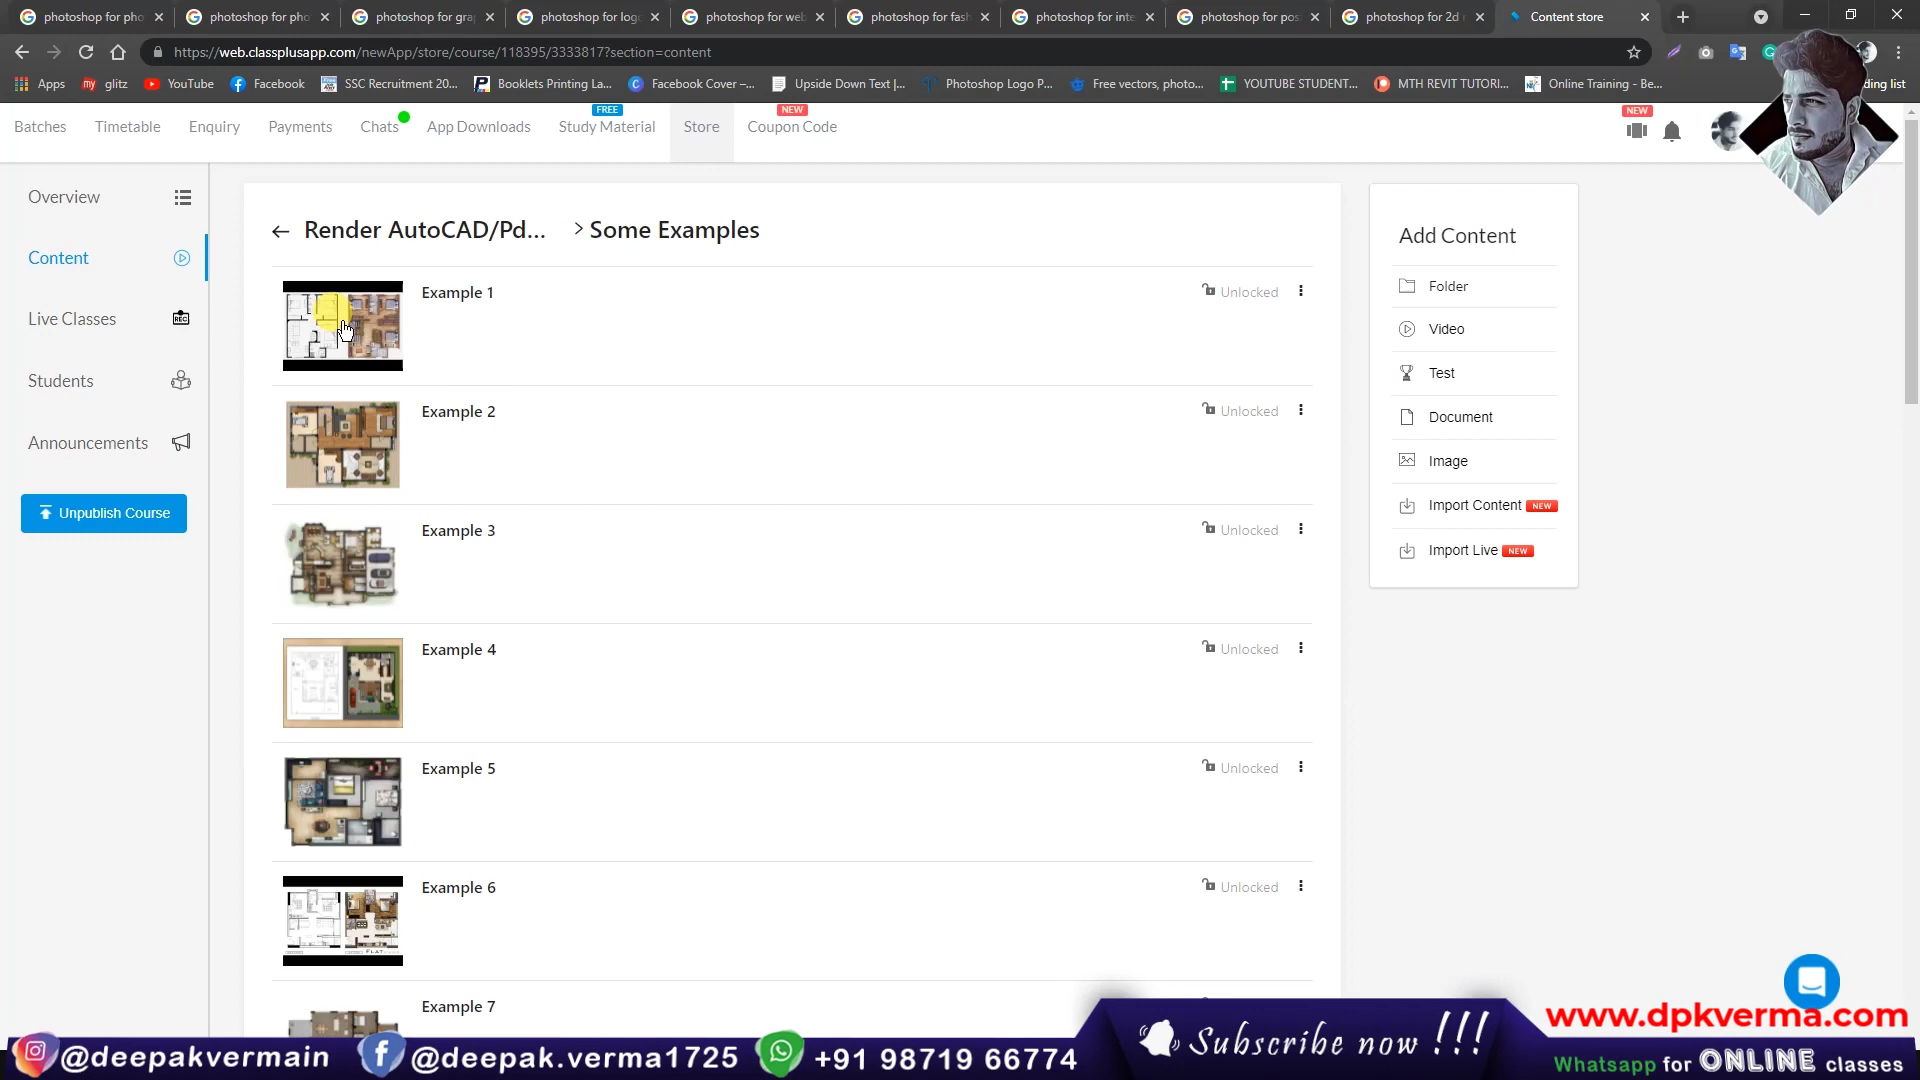 photoshop for pho
photoshop for pho
photoshop for gra
photoshop for log
photoshop for web
photoshop for fash
photoshop for inte
photoshop for pos
photoshop for 2d
Content store
https://web.classplusapp.com/newApp/store/course/118395/3333817?section=content
Apps
my glitz
YouTube
Facebook
SSC Recruitment 20...
Booklets Printing La...
Facebook Cover –...
Upside Down Text |...
Photoshop Logo P...
Free vectors, photo...
YOUTUBE STUDENT...
MTH REVIT TUTORI...
Online Training - Be...
ding list
Batches
Timetable
Enquiry
Payments
Chats
App Downloads
FREE
Study Material
Store
NEW
Coupon Code
NEW
Overview
Content
Live Classes
REC
Students
Announcements
Unpublish Course
Render AutoCAD/Pd... > Some Examples
Example 1
Unlocked
Example 2
Unlocked
Example 3
Unlocked
Example 4
Unlocked
Example 5
Unlocked
Example 6
Unlocked
FLAT
Example 7
Add Content
Folder
Video
Test
Document
Image
Import Content NEW
Import Live NEW
@deepakvermain
@deepak.verma1725
+91 98719 66774
Subscribe now !!!
www.dpkverma.com
Whatsapp for ONLINE classes